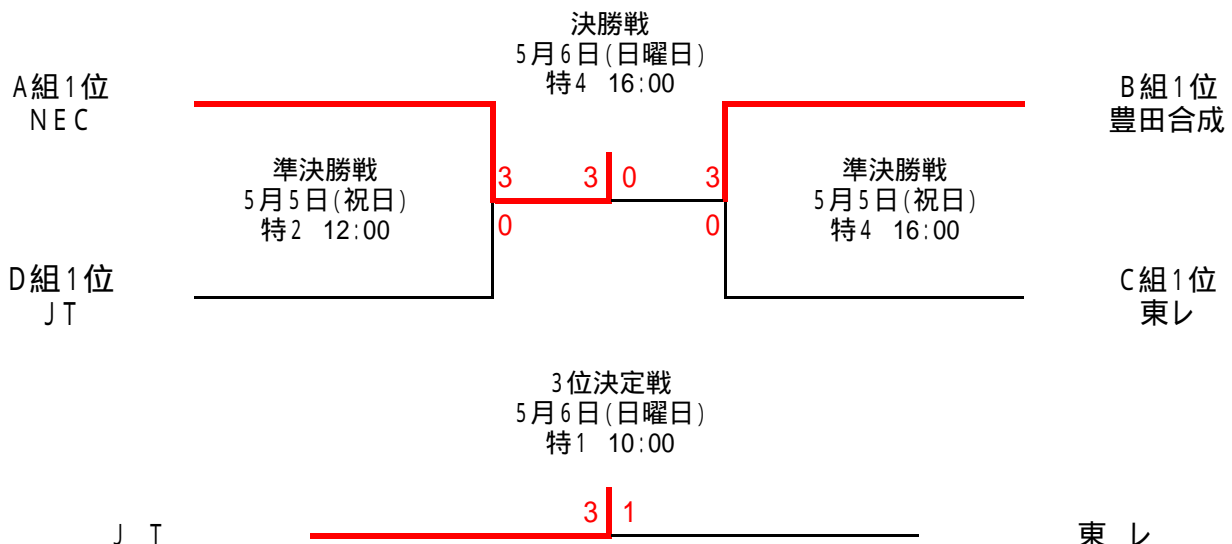 決勝戦
5月6日(日曜日)
特4 16:00
A組1位
NEC
B組1位
豊田合成
準決勝戦
5月5日(祝日)
特2 12:00
3 3 0 3
0 0
準決勝戦
5月5日(祝日)
特4 16:00
D組1位
JT
C組1位
東レ
3位決定戦
5月6日(日曜日)
特1 10:00
3 1
J T
東 レ